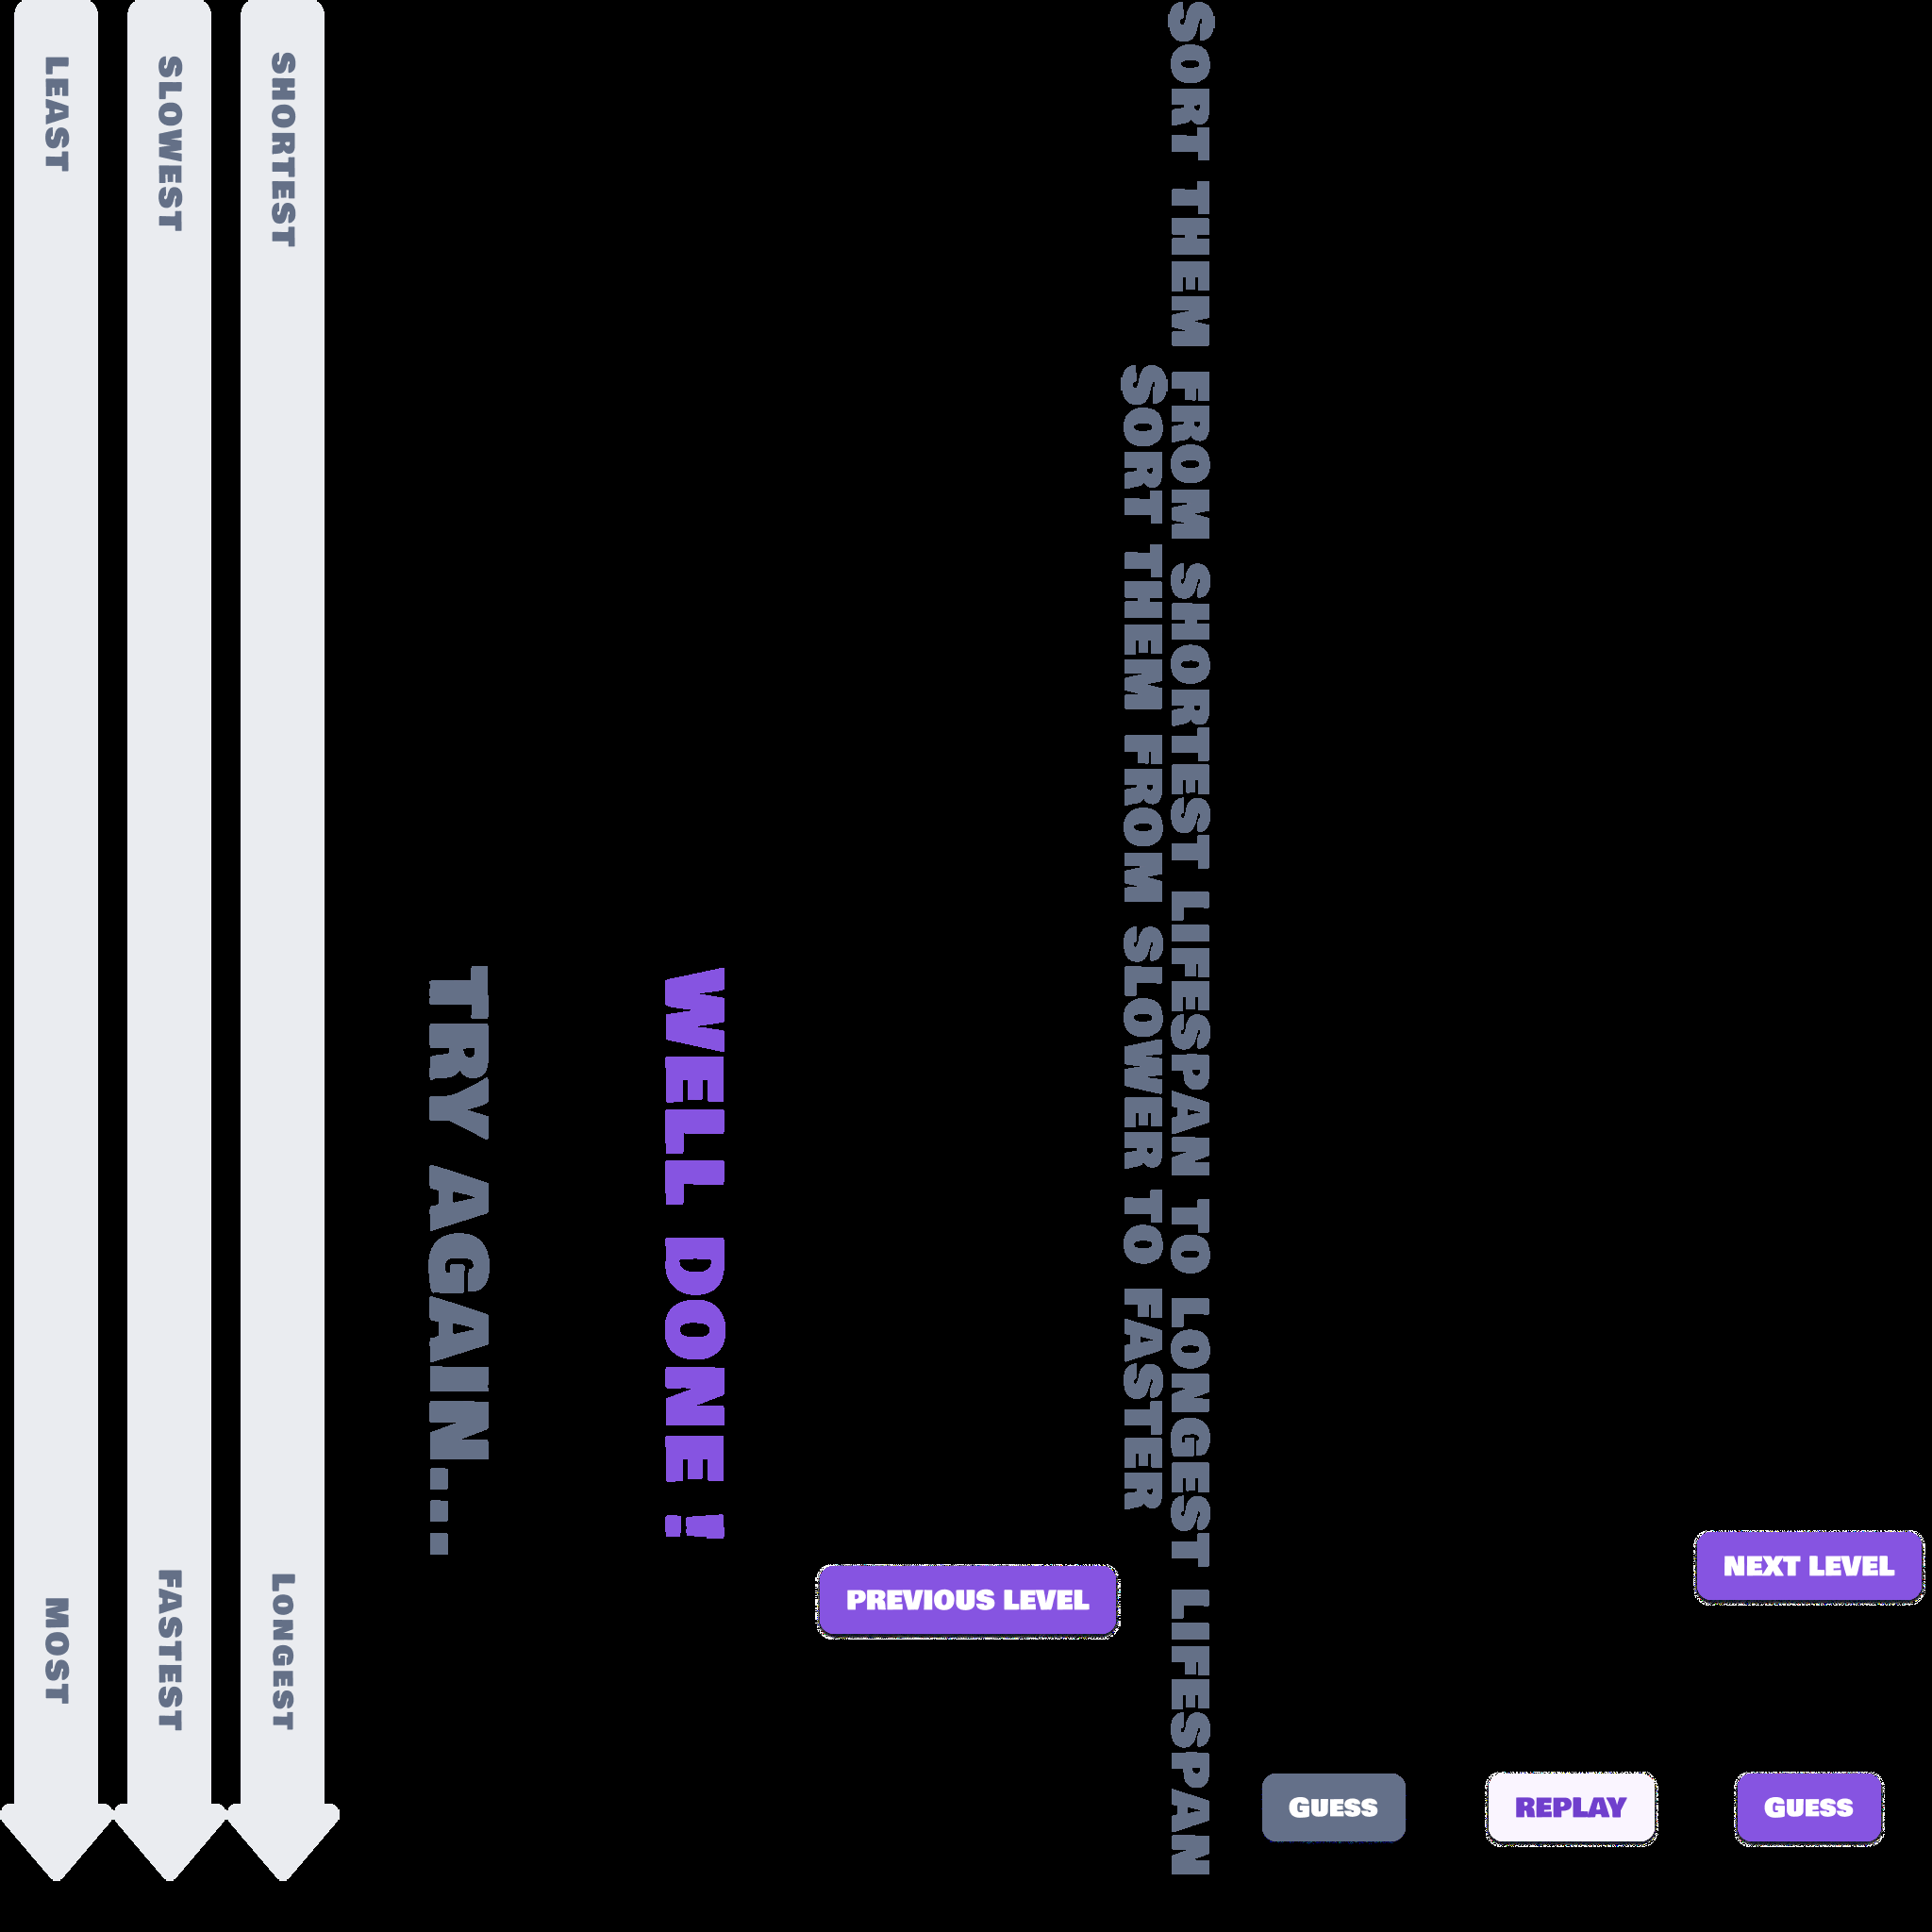 LEAST
MOST
SLOWEST
FASTEST
SHORTEST
LONGEST
TRY AGAIN...
WELL DONE !
PREVIOUS LEVEL
SORT THEM FROM SLOWER TO FASTER
SORT THEM FROM SHORTEST LIFESPAN TO LONGEST LIFESPAN
GUESS
REPLAY
GUESS
NEXT LEVEL